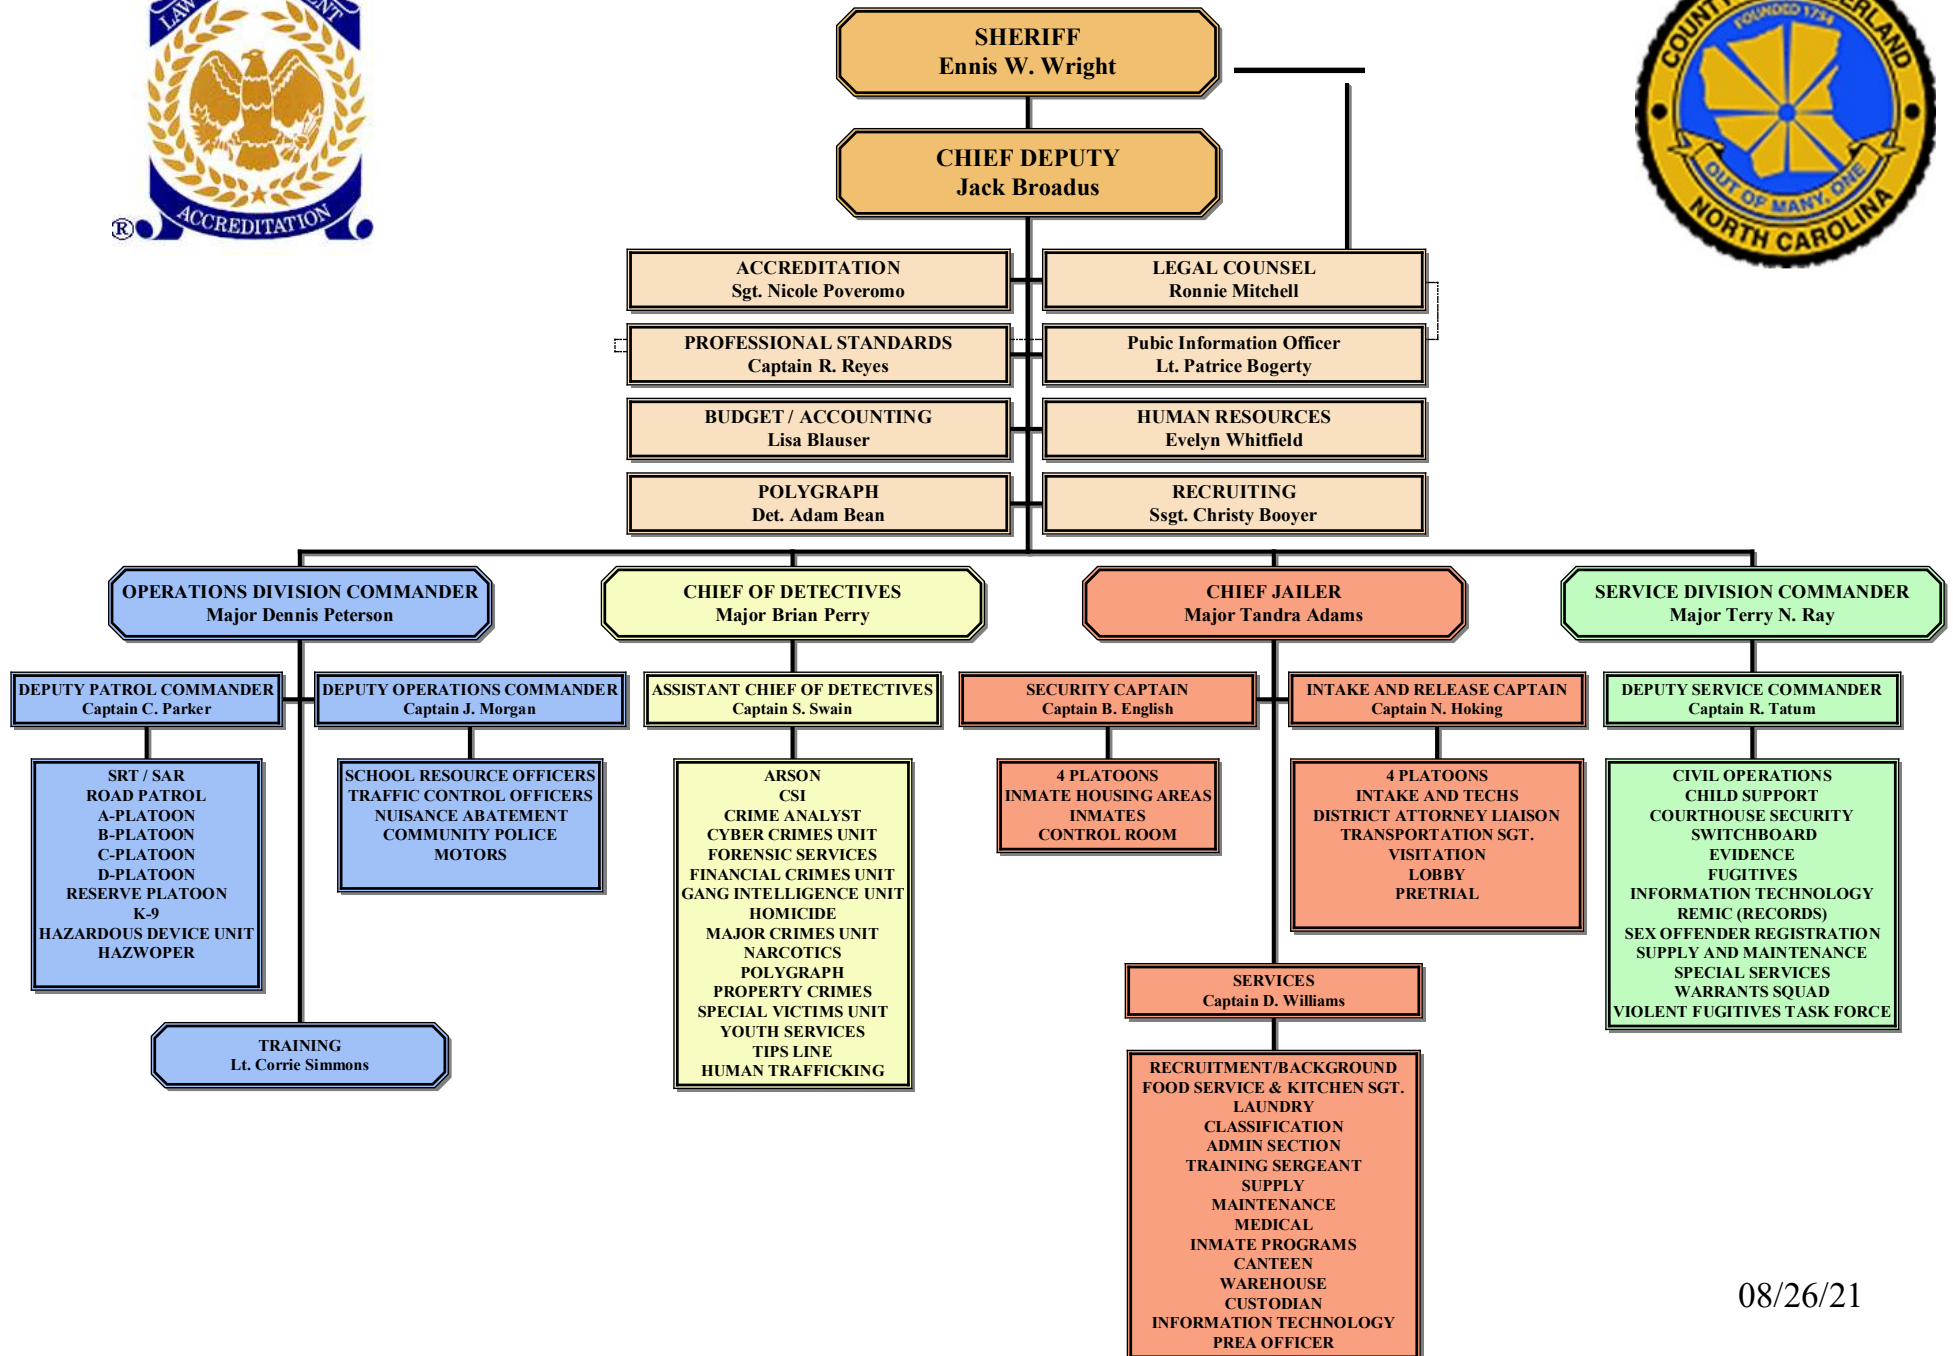 LAW
ENT
ACCREDITATION
®
SHERIFF
Ennis W. Wright
COUNTY
FOUNDED 1754
OUT OF MANY, ONE
NORTH CAROLINA
CHIEF DEPUTY
Jack Broadus
ACCREDITATION
Sgt. Nicole Poveromo
LEGAL COUNSEL
Ronnie Mitchell
PROFESSIONAL STANDARDS
Captain R. Reyes
Pubic Information Officer
Lt. Patrice Bogerty
BUDGET / ACCOUNTING
Lisa Blauser
HUMAN RESOURCES
Evelyn Whitfield
POLYGRAPH
Det. Adam Bean
RECRUITING
Ssgt. Christy Booyer
OPERATIONS DIVISION COMMANDER
Major Dennis Peterson
CHIEF OF DETECTIVES
Major Brian Perry
CHIEF JAILER
Major Tandra Adams
SERVICE DIVISION COMMANDER
Major Terry N. Ray
DEPUTY PATROL COMMANDER
Captain C. Parker
DEPUTY OPERATIONS COMMANDER
Captain J. Morgan
ASSISTANT CHIEF OF DETECTIVES
Captain S. Swain
SECURITY CAPTAIN
Captain B. English
INTAKE AND RELEASE CAPTAIN
Captain N. Hoking
DEPUTY SERVICE COMMANDER
Captain R. Tatum
SRT / SAR
ROAD PATROL
A-PLATOON
B-PLATOON
C-PLATOON
D-PLATOON
RESERVE PLATOON
K-9
HAZARDOUS DEVICE UNIT
HAZWOPER
SCHOOL RESOURCE OFFICERS
TRAFFIC CONTROL OFFICERS
NUISANCE ABATEMENT
COMMUNITY POLICE
MOTORS
ARSON
CSI
CRIME ANALYST
CYBER CRIMES UNIT
FORENSIC SERVICES
FINANCIAL CRIMES UNIT
GANG INTELLIGENCE UNIT
HOMICIDE
MAJOR CRIMES UNIT
NARCOTICS
POLYGRAPH
PROPERTY CRIMES
SPECIAL VICTIMS UNIT
YOUTH SERVICES
TIPS LINE
HUMAN TRAFFICKING
4 PLATOONS
INMATE HOUSING AREAS
INMATES
CONTROL ROOM
4 PLATOONS
INTAKE AND TECHS
DISTRICT ATTORNEY LIAISON
TRANSPORTATION SGT.
VISITATION
LOBBY
PRETRIAL
CIVIL OPERATIONS
CHILD SUPPORT
COURTHOUSE SECURITY
SWITCHBOARD
EVIDENCE
FUGITIVES
INFORMATION TECHNOLOGY
REMIC (RECORDS)
SEX OFFENDER REGISTRATION
SUPPLY AND MAINTENANCE
SPECIAL SERVICES
WARRANTS SQUAD
VIOLENT FUGITIVES TASK FORCE
TRAINING
Lt. Corrie Simmons
SERVICES
Captain D. Williams
RECRUITMENT/BACKGROUND
FOOD SERVICE & KITCHEN SGT.
LAUNDRY
CLASSIFICATION
ADMIN SECTION
TRAINING SERGEANT
SUPPLY
MAINTENANCE
MEDICAL
INMATE PROGRAMS
CANTEEN
WAREHOUSE
CUSTODIAN
INFORMATION TECHNOLOGY
PREA OFFICER
08/26/21